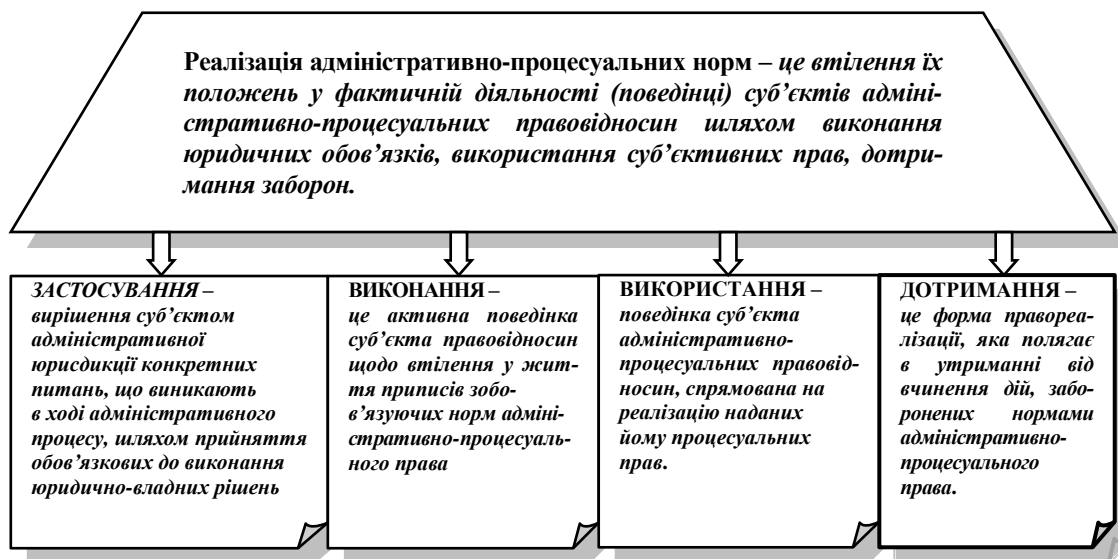 Реалізація адміністративно-процесуальних норм – це втілення їх
положень у фактичній діяльності (поведінці) суб’єктів адміні-
стративно-процесуальних правовідносин шляхом виконання
юридичних обов’язків, використання суб’єктивних прав, дотри-
мання заборон.
ЗАСТОСУВАННЯ –
вирішення суб’єктом
адміністративної
юрисдикції конкретних
питань, що виникають
в ході адміністративного
процесу, шляхом прийняття
обов’язкових до виконання
юридично-владних рішень
ВИКОНАННЯ –
це активна поведінка
суб’єкта правовідносин
щодо втілення у жит-
тя приписів зобо-
в’язуючих норм адміні-
стративно-процесуаль-
ного права
ВИКОРИСТАННЯ –
поведінка суб’єкта
адміністративно-
процесуальних правовід-
носин, спрямована на
реалізацію наданих
йому процесуальних
прав.
ДОТРИМАННЯ –
це форма правореа-
лізації, яка полягає
в утриманні від
вчинення дій, забо-
ронених нормами
адміністративно-
процесуального
права.